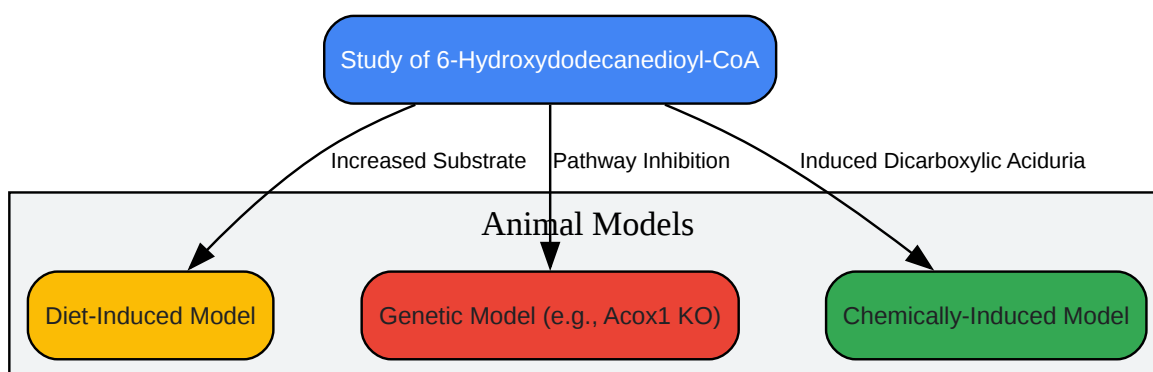 Study of 6-Hydroxydodecanedioyl-CoA
Increased Substrate
Pathway Inhibition
Induced Dicarboxylic Aciduria
Animal Models
Diet-Induced Model
Genetic Model (e.g., Acox1 KO)
Chemically-Induced Model